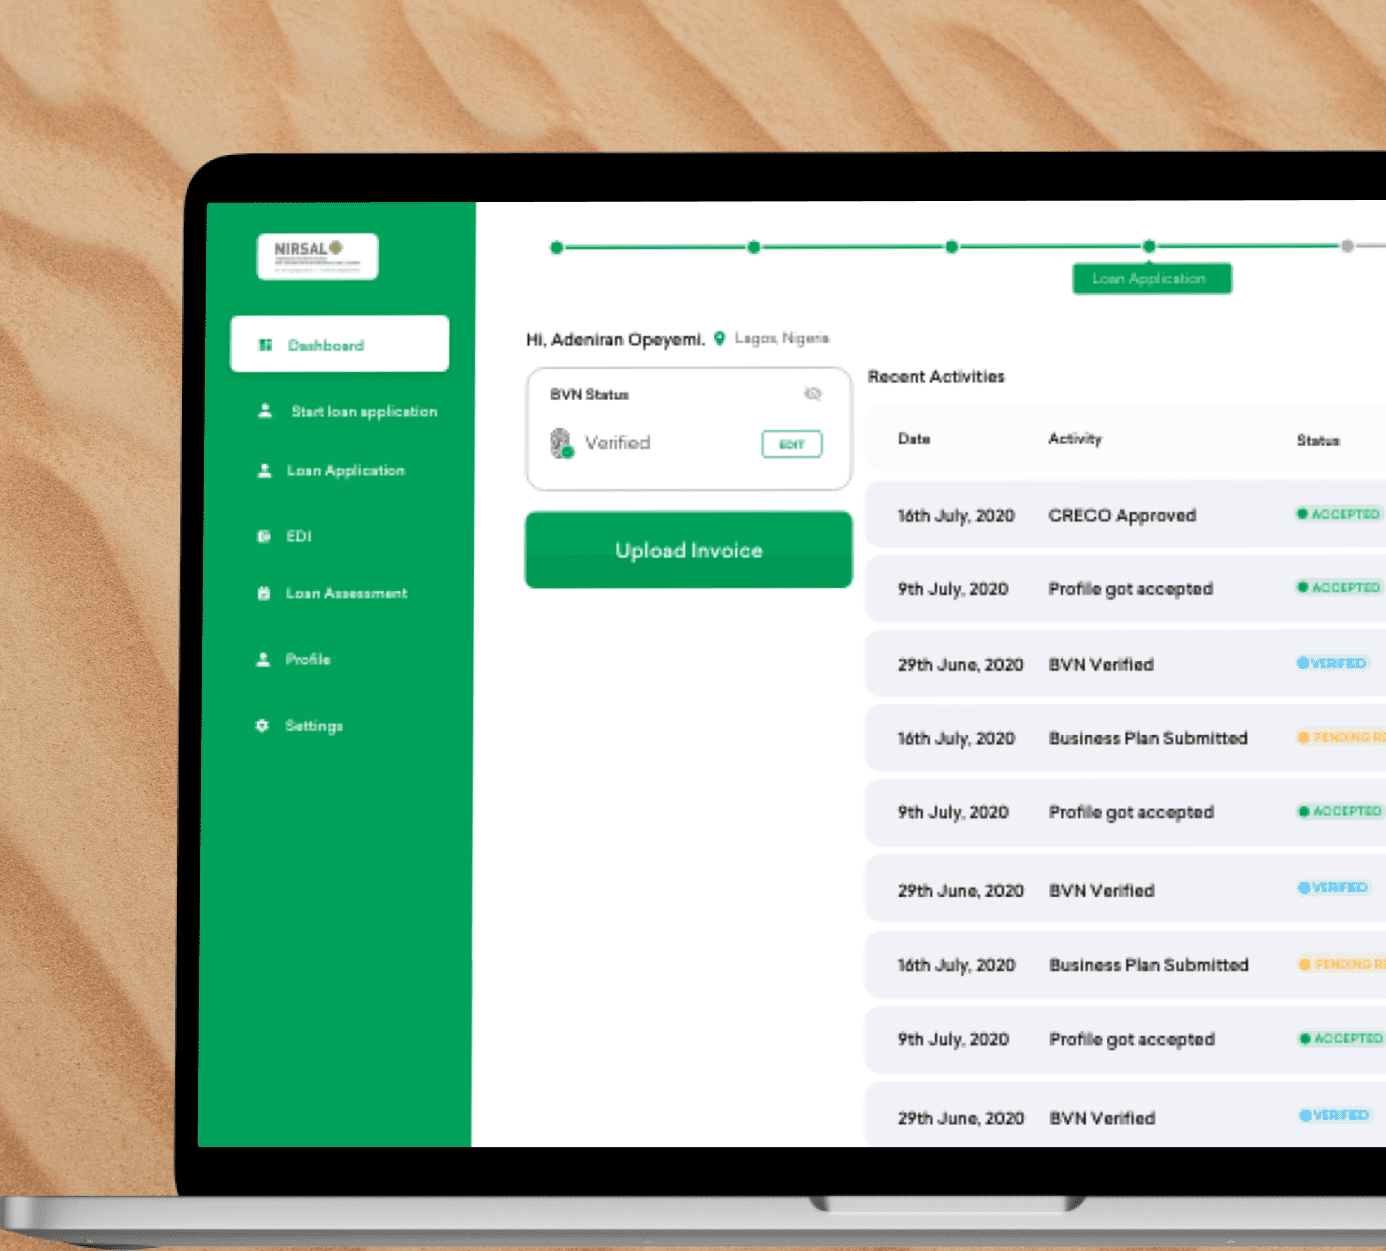 NIRSAL
Dashboard
Start loan application
Loan Application
EDI
Loan Assessment
Profile
Settings
Loan Application
Hi, Adeniran Opeyemi. Lagos, Nigeria
BVN Status
Verified EDIT
Upload Invoice
Recent Activities
Date Activity Status
16th July, 2020 CRECO Approved ACCEPTED
9th July, 2020 Profile got accepted ACCEPTED
29th June, 2020 BVN Verified VERIFIED
16th July, 2020 Business Plan Submitted PENDING RE
9th July, 2020 Profile got accepted ACCEPTED
29th June, 2020 BVN Verified VERIFIED
16th July, 2020 Business Plan Submitted PENDING RE
9th July, 2020 Profile got accepted ACCEPTED
29th June, 2020 BVN Verified VERIFIED